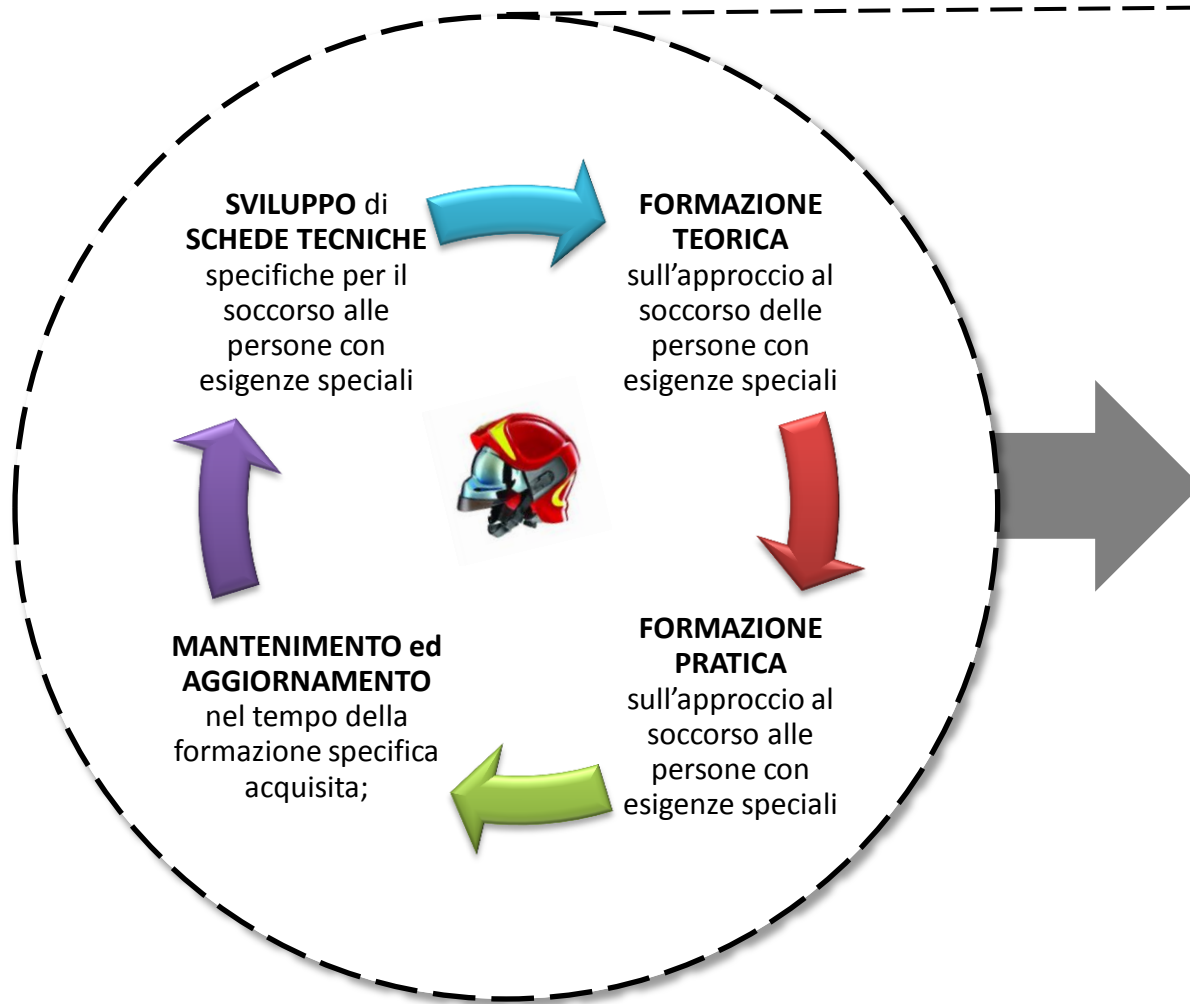 SVILUPPO di
SCHEDE TECNICHE
specifiche per il
soccorso alle
persone con
esigenze speciali
FORMAZIONE
TEORICA
sull’approccio al
soccorso delle
persone con
esigenze speciali
FORMAZIONE
PRATICA
sull’approccio al
soccorso alle
persone con
esigenze speciali
MANTENIMENTO ed
AGGIORNAMENTO
nel tempo della
formazione specifica
acquisita;